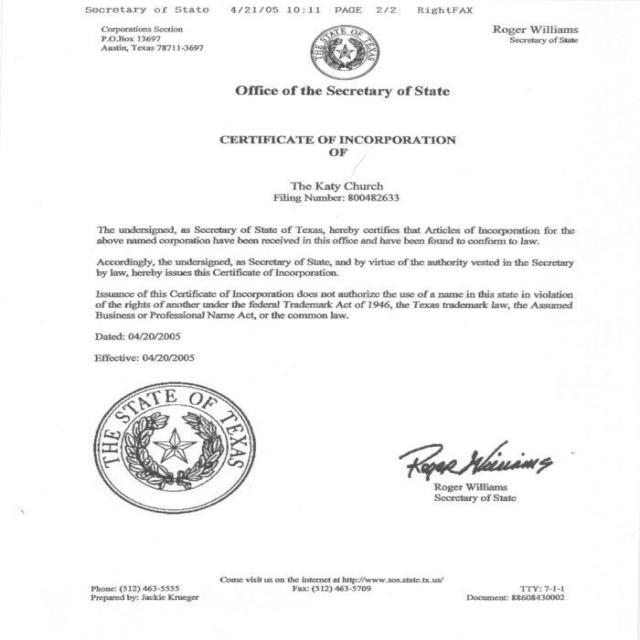 Secretary of State 4/21/05 10:11 PAGE 2/2 RightFAX
Corporations Section
P.O.Box 13697
Austin, Texas 78711-3697
THE STATE OF TEXAS
Roger Williams
Secretary of State
Office of the Secretary of State
CERTIFICATE OF INCORPORATION
OF
The Katy Church
Filing Number: 800482633
The undersigned, as Secretary of State of Texas, hereby certifies that Articles of Incorporation for the
above named corporation have been received in this office and have been found to conform to law.
Accordingly, the undersigned, as Secretary of State, and by virtue of the authority vested in the Secretary
by law, hereby issues this Certificate of Incorporation.
Issuance of this Certificate of Incorporation does not authorize the use of a name in this state in violation
of the rights of another under the federal Trademark Act of 1946, the Texas trademark law, the Assumed
Business or Professional Name Act, or the common law.
Dated: 04/20/2005
Effective: 04/20/2005
THE STATE OF TEXAS
Roger Williams
Roger Williams
Secretary of State
Come visit us on the internet at http://www.sos.state.tx.us/
Phone: (512) 463-5555 Fax: (512) 463-5709 TTY: 7-1-1
Prepared by: Jackie Krueger Document: 88608430002